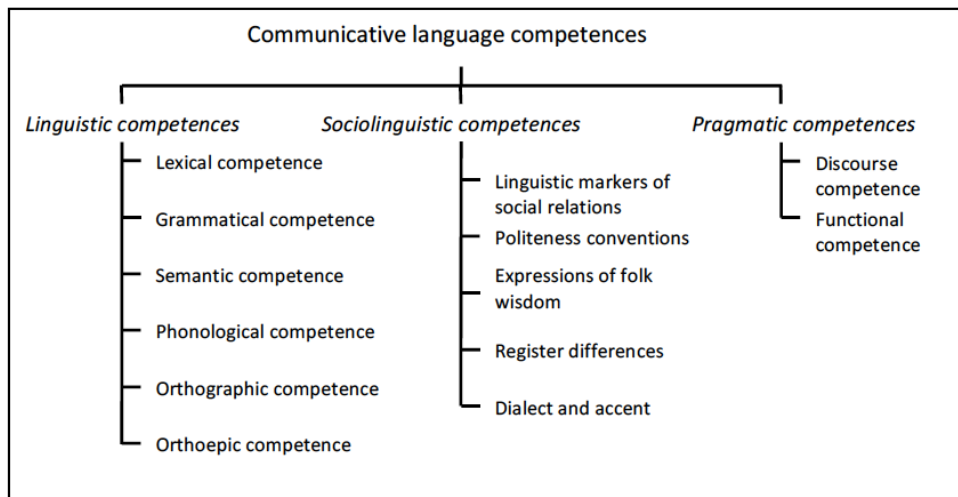 Communicative language competences
Linguistic competences
Lexical competence
Grammatical competence
Semantic competence
Phonological competence
Orthographic competence
Orthoepic competence
Sociolinguistic competences
Linguistic markers of
social relations
Politeness conventions
Expressions of folk
wisdom
Register differences
Dialect and accent
Pragmatic competences
Discourse
competence
Functional
competence